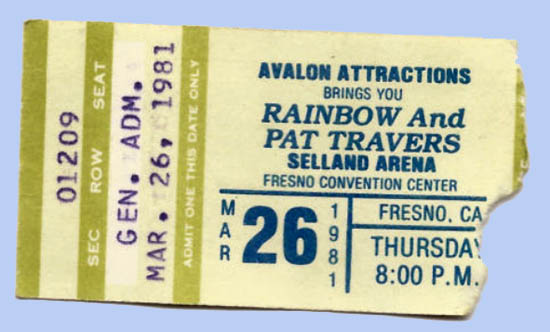 01209
SEC ROW SEAT
GEN. ADM.
MAR. 26, 1981
ADMIT ONE THIS DATE ONLY
AVALON ATTRACTIONS
BRINGS YOU
RAINBOW And
PAT TRAVERS
SELLAND ARENA
FRESNO CONVENTION CENTER
MAR
26
1981
FRESNO, CA
THURSDAY
8:00 P.M.